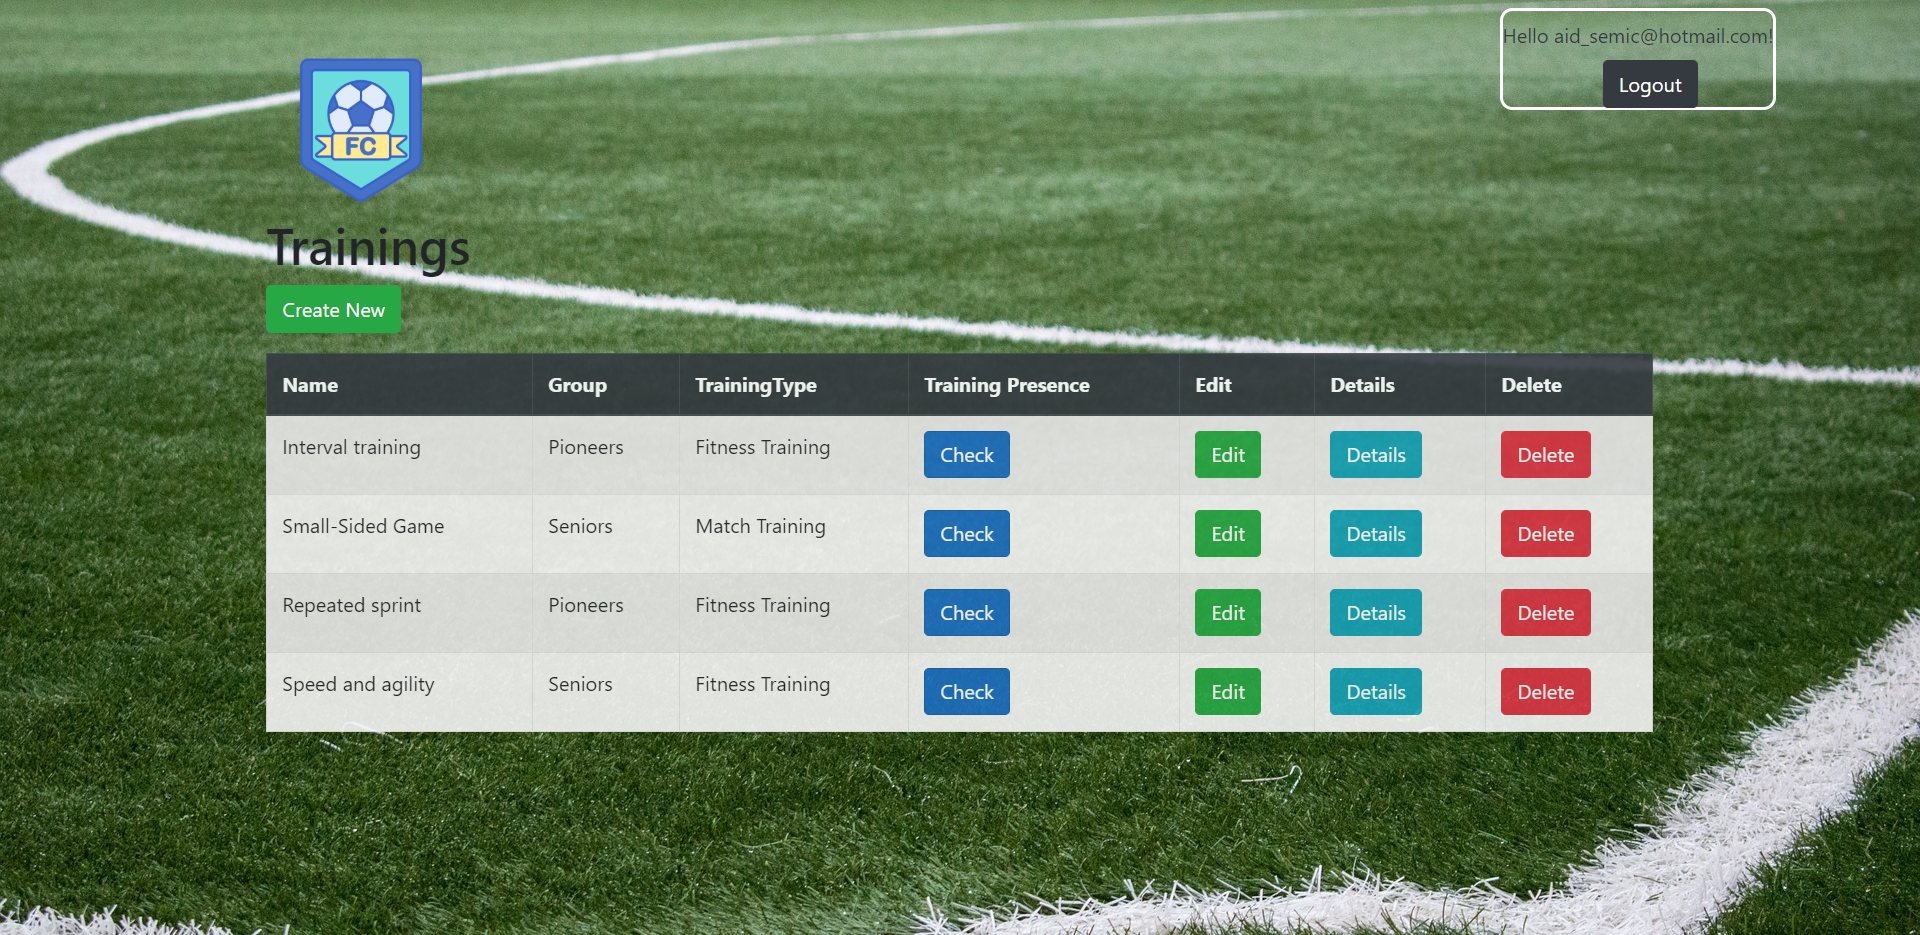 Hello aid_semic@hotmail.com!
Logout
FC
Trainings
Create New
Name Group TrainingType Training Presence Edit Details Delete
Interval training Pioneers Fitness Training Check Edit Details Delete
Small-Sided Game Seniors Match Training Check Edit Details Delete
Repeated sprint Pioneers Fitness Training Check Edit Details Delete
Speed and agility Seniors Fitness Training Check Edit Details Delete